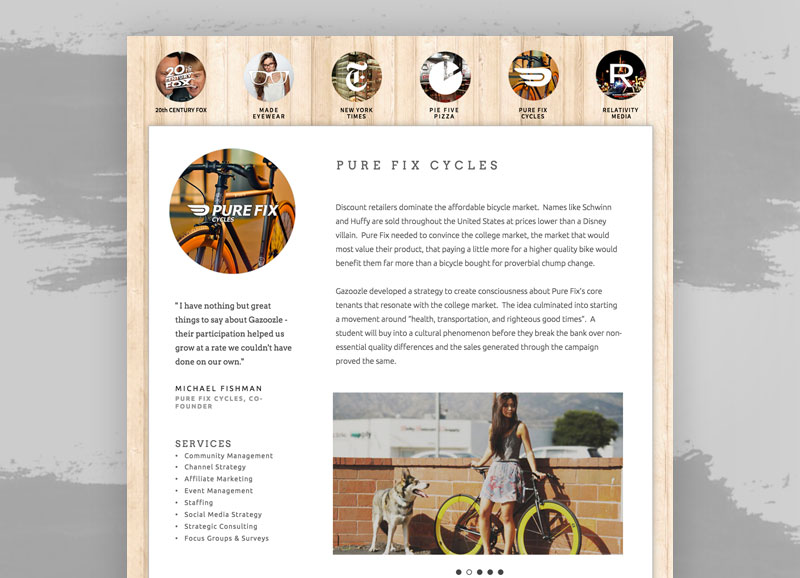 20th
CENTURY
FOX
20th CENTURY FOX
MADE
EYEWEAR
T
NEW YORK
TIMES
PIE FIVE
PIZZA
PURE FIX
CYCLES
R
RELATIVITY
MEDIA
PURE FIX
CYCLES
" I have nothing but great
things to say about Gazoozle -
their participation helped us
grow at a rate we couldn't have
done on our own."
MICHAEL FISHMAN
PURE FIX CYCLES, CO-
FOUNDER
SERVICES
• Community Management
• Channel Strategy
• Affiliate Marketing
• Event Management
• Staffing
• Social Media Strategy
• Strategic Consulting
• Focus Groups & Surveys
PURE FIX CYCLES
Discount retailers dominate the affordable bicycle market. Names like Schwinn
and Huffy are sold throughout the United States at prices lower than a Disney
villain. Pure Fix needed to convince the college market, the market that would
most value their product, that paying a little more for a higher quality bike would
benefit them far more than a bicycle bought for proverbial chump change.
Gazoozle developed a strategy to create consciousness about Pure Fix's core
tenants that resonate with the college market. The idea culminated into starting
a movement around "health, transportation, and righteous good times". A
student will buy into a cultural phenomenon before they break the bank over non-
essential quality differences and the sales generated through the campaign
proved the same.